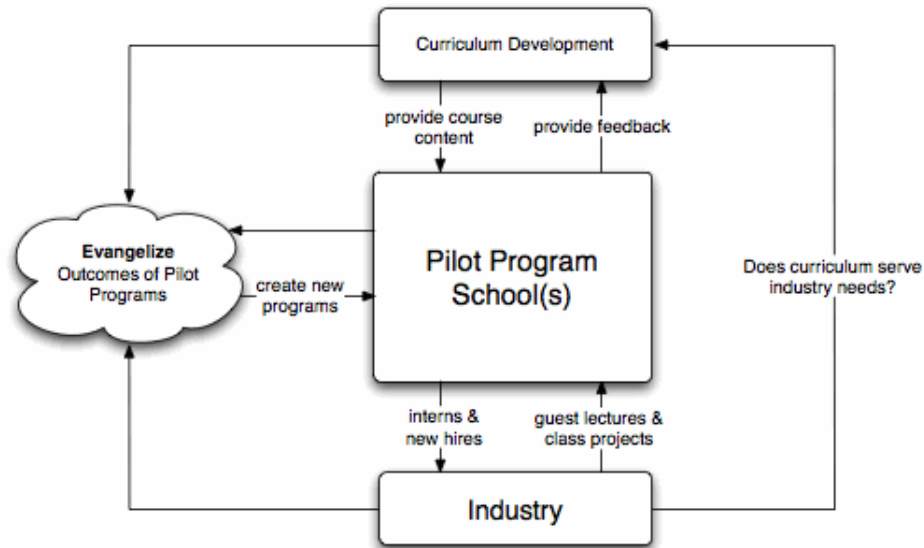 Curriculum Development
provide course
content
provide feedback
Evangelize
Outcomes of Pilot
Programs
create new
programs
Pilot Program
School(s)
Does curriculum serve
industry needs?
interns &
new hires
guest lectures &
class projects
Industry